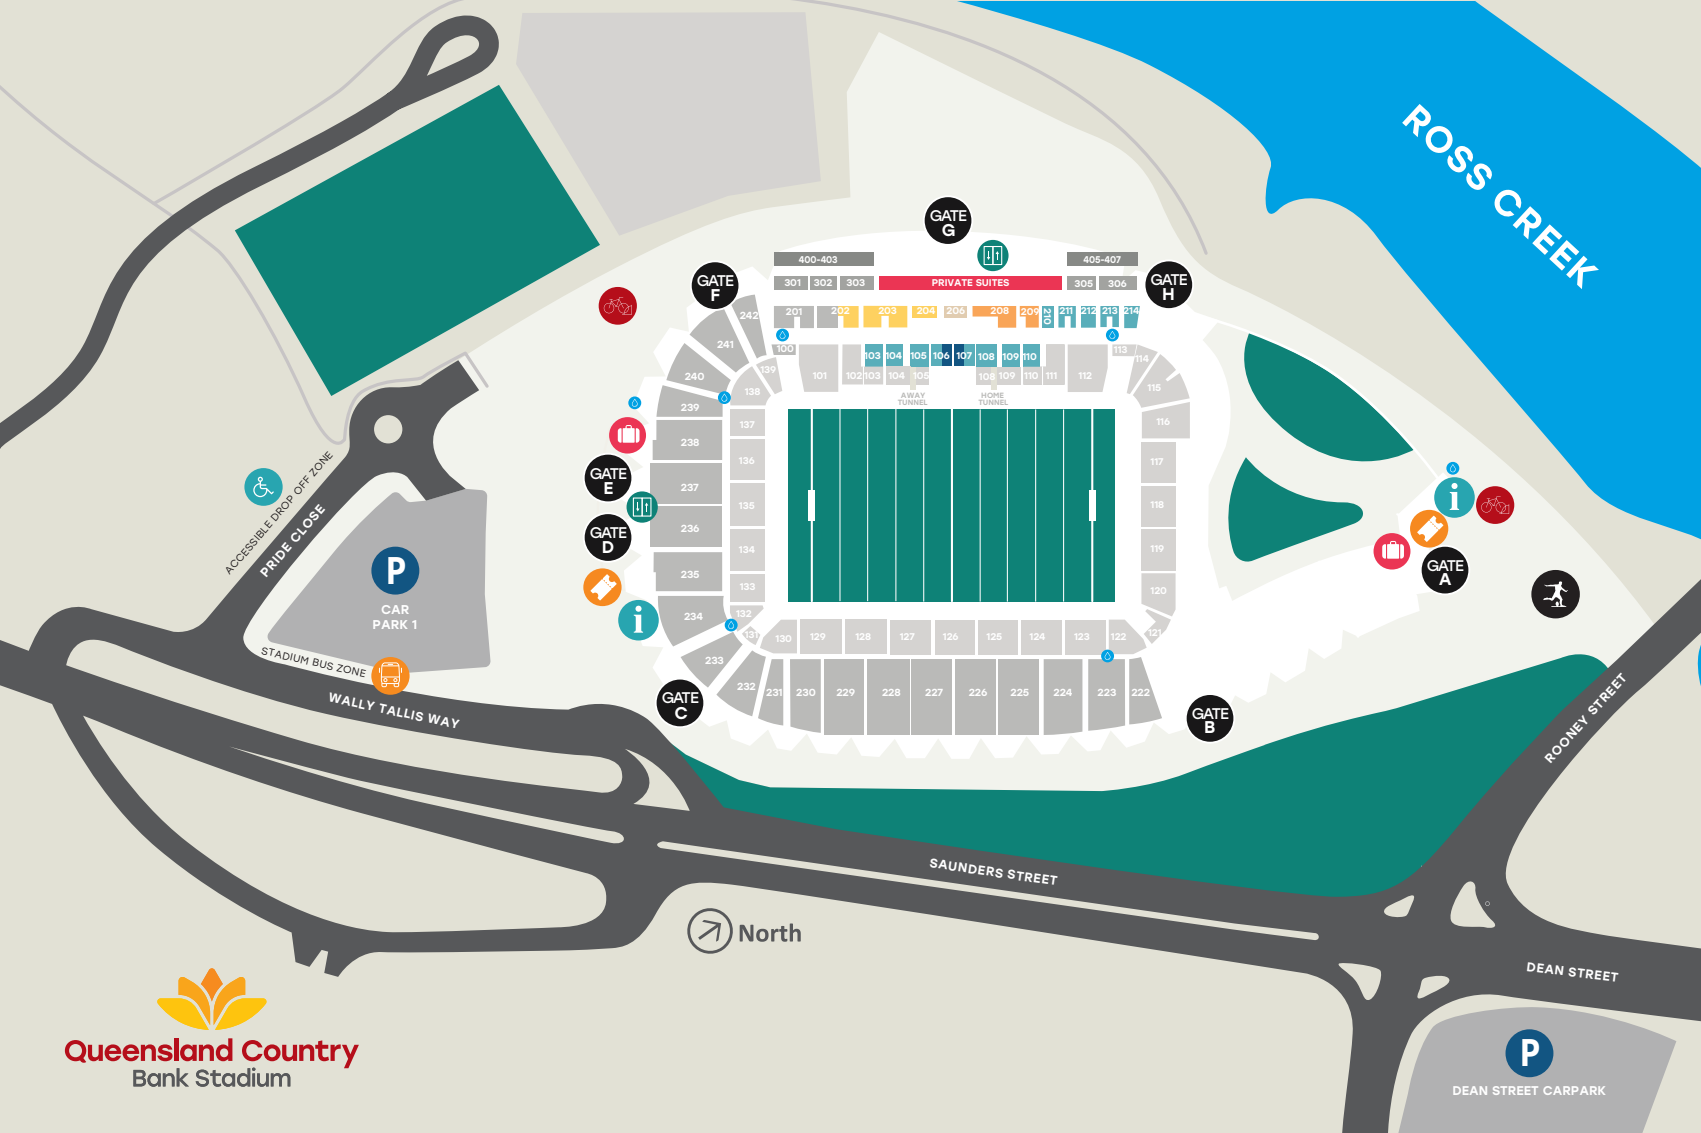 ROSS CREEK
GATE
G
400-403
405-407
GATE
F
301
302
303
PRIVATE SUITES
305
306
GATE
H
242
201
202
203
204
206
208
209
210
211
212
213
214
241
100
103
104
105
106
107
108
109
110
113
114
139
101
102
103
104
105
108
109
110
111
112
240
138
115
AWAY
TUNNEL
HOME
TUNNEL
239
137
116
238
136
117
GATE
E
237
135
118
236
GATE
D
134
119
235
133
120
234
132
131
130
129
128
127
126
125
124
123
122
121
233
232
231
230
229
228
227
226
225
224
223
222
GATE
C
GATE
B
GATE
A
i
i
ACCESSIBLE DROP OFF ZONE
PRIDE CLOSE
P
CAR
PARK 1
STADIUM BUS ZONE
WALLY TALLIS WAY
ROONEY STREET
SAUNDERS STREET
North
DEAN STREET
P
DEAN STREET CARPARK
Queensland Country
Bank Stadium